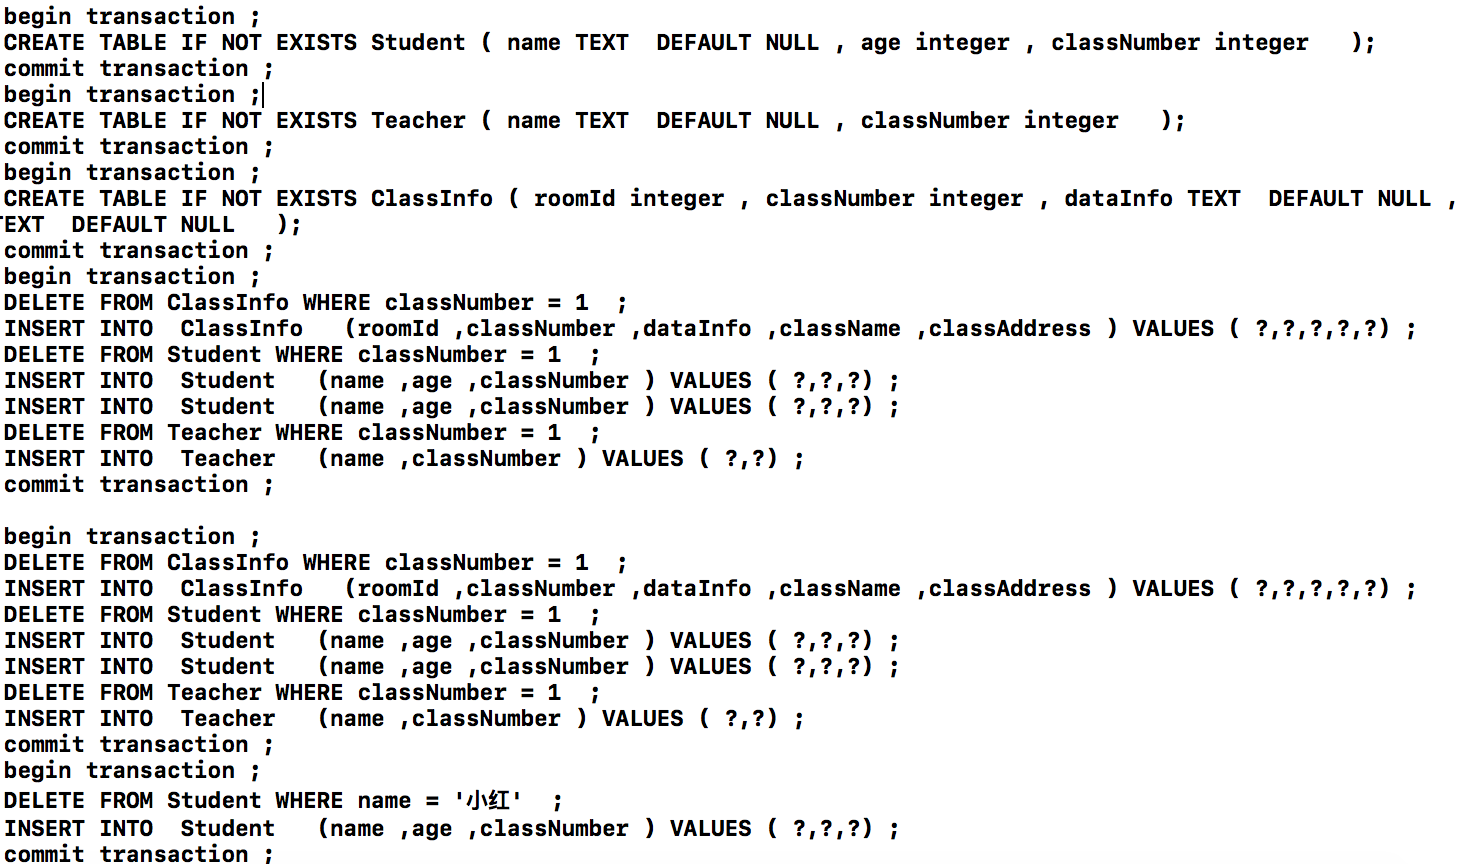 begin transaction ;
CREATE TABLE IF NOT EXISTS Student ( name TEXT  DEFAULT NULL , age integer , classNumber integer   );
commit transaction ;
begin transaction ;
CREATE TABLE IF NOT EXISTS Teacher ( name TEXT  DEFAULT NULL , classNumber integer   );
commit transaction ;
begin transaction ;
CREATE TABLE IF NOT EXISTS ClassInfo ( roomId integer , classNumber integer , dataInfo TEXT  DEFAULT NULL ,
TEXT  DEFAULT NULL   );
commit transaction ;
begin transaction ;
DELETE FROM ClassInfo WHERE classNumber = 1  ;
INSERT INTO  ClassInfo   (roomId ,classNumber ,dataInfo ,className ,classAddress ) VALUES ( ?,?,?,?,?) ;
DELETE FROM Student WHERE classNumber = 1  ;
INSERT INTO  Student   (name ,age ,classNumber ) VALUES ( ?,?,?) ;
INSERT INTO  Student   (name ,age ,classNumber ) VALUES ( ?,?,?) ;
DELETE FROM Teacher WHERE classNumber = 1  ;
INSERT INTO  Teacher   (name ,classNumber ) VALUES ( ?,?) ;
commit transaction ;

begin transaction ;
DELETE FROM ClassInfo WHERE classNumber = 1  ;
INSERT INTO  ClassInfo   (roomId ,classNumber ,dataInfo ,className ,classAddress ) VALUES ( ?,?,?,?,?) ;
DELETE FROM Student WHERE classNumber = 1  ;
INSERT INTO  Student   (name ,age ,classNumber ) VALUES ( ?,?,?) ;
INSERT INTO  Student   (name ,age ,classNumber ) VALUES ( ?,?,?) ;
DELETE FROM Teacher WHERE classNumber = 1  ;
INSERT INTO  Teacher   (name ,classNumber ) VALUES ( ?,?) ;
commit transaction ;
begin transaction ;
DELETE FROM Student WHERE name = '小红'  ;
INSERT INTO  Student   (name ,age ,classNumber ) VALUES ( ?,?,?) ;
commit transaction ;